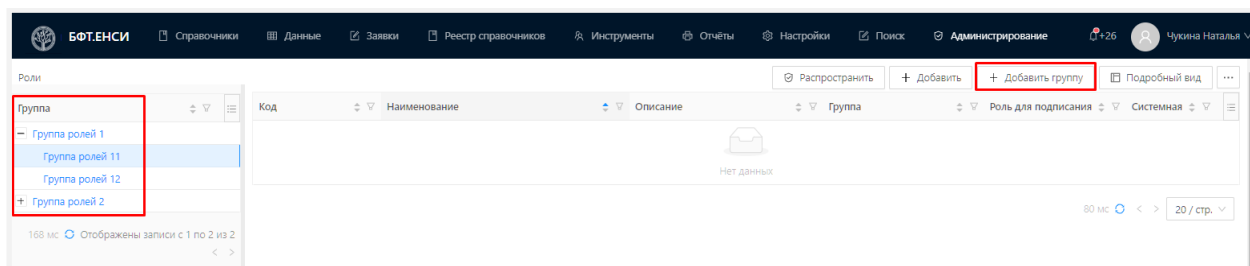 БФТ.ЕНСИ Справочники Данные Заявки Реестр справочников Инструменты Отчёты Настройки Поиск Администрирование +26 Чукина Наталья
Роли Распространить + Добавить + Добавить группу Подробный вид ...
Группа Код Наименование Описание Группа Роль для подписания Системная
Группа ролей 1
Группа ролей 11
Группа ролей 12
Группа ролей 2
Нет данных
80 мс < > 20 / стр.
168 мс Отображены записи с 1 по 2 из 2
< >